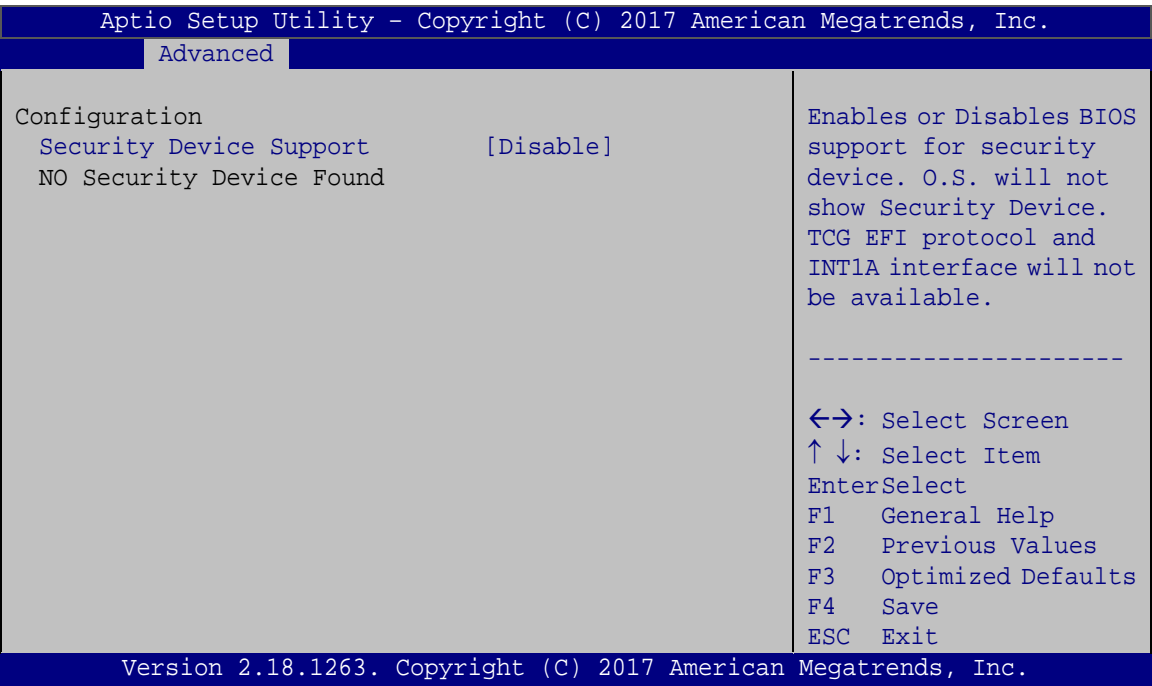 Aptio Setup Utility – Copyright (C) 2017 American Megatrends, Inc.
Advanced
Configuration
Security Device Support [Disable]
NO Security Device Found
Enables or Disables BIOS
support for security
device. O.S. will not
show Security Device.
TCG EFI protocol and
INT1A interface will not
be available.
----------------------
←→: Select Screen
↑ ↓: Select Item
EnterSelect
F1 General Help
F2 Previous Values
F3 Optimized Defaults
F4 Save
ESC Exit
Version 2.18.1263. Copyright (C) 2017 American Megatrends, Inc.